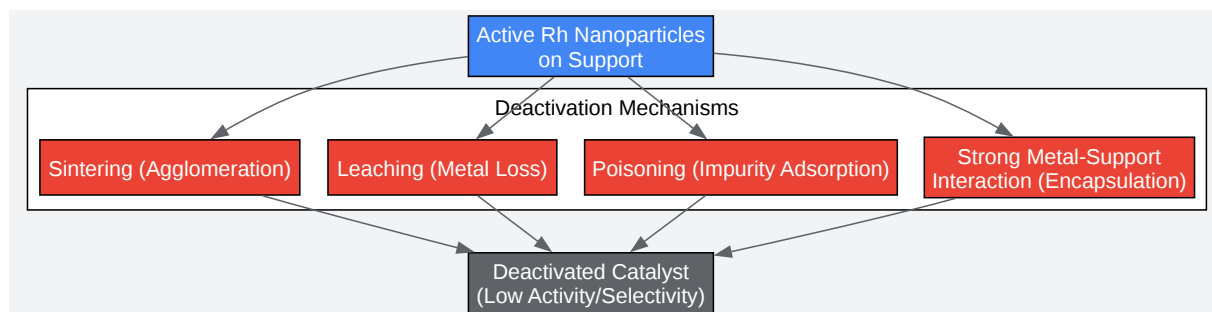 Active Rh Nanoparticles
on Support
Deactivation Mechanisms
Sintering (Agglomeration)
Leaching (Metal Loss)
Poisoning (Impurity Adsorption)
Strong Metal-Support
Interaction (Encapsulation)
Deactivated Catalyst
(Low Activity/Selectivity)